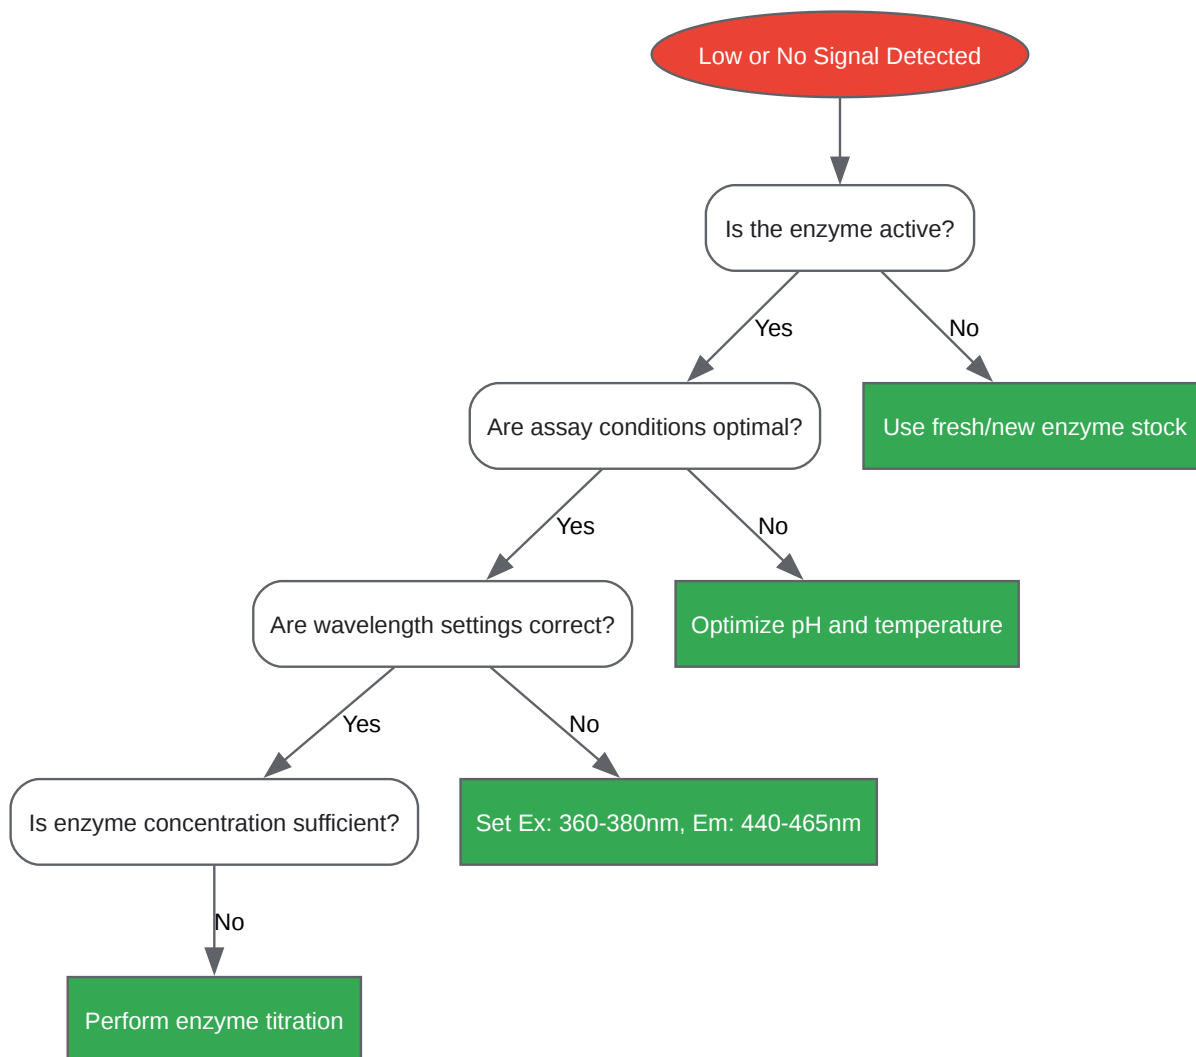 Low or No Signal Detected
Is the enzyme active?
Yes
No
Are assay conditions optimal?
Use fresh/new enzyme stock
Yes
No
Are wavelength settings correct?
Optimize pH and temperature
Yes
No
Is enzyme concentration sufficient?
Set Ex: 360-380nm, Em: 440-465nm
No
Perform enzyme titration